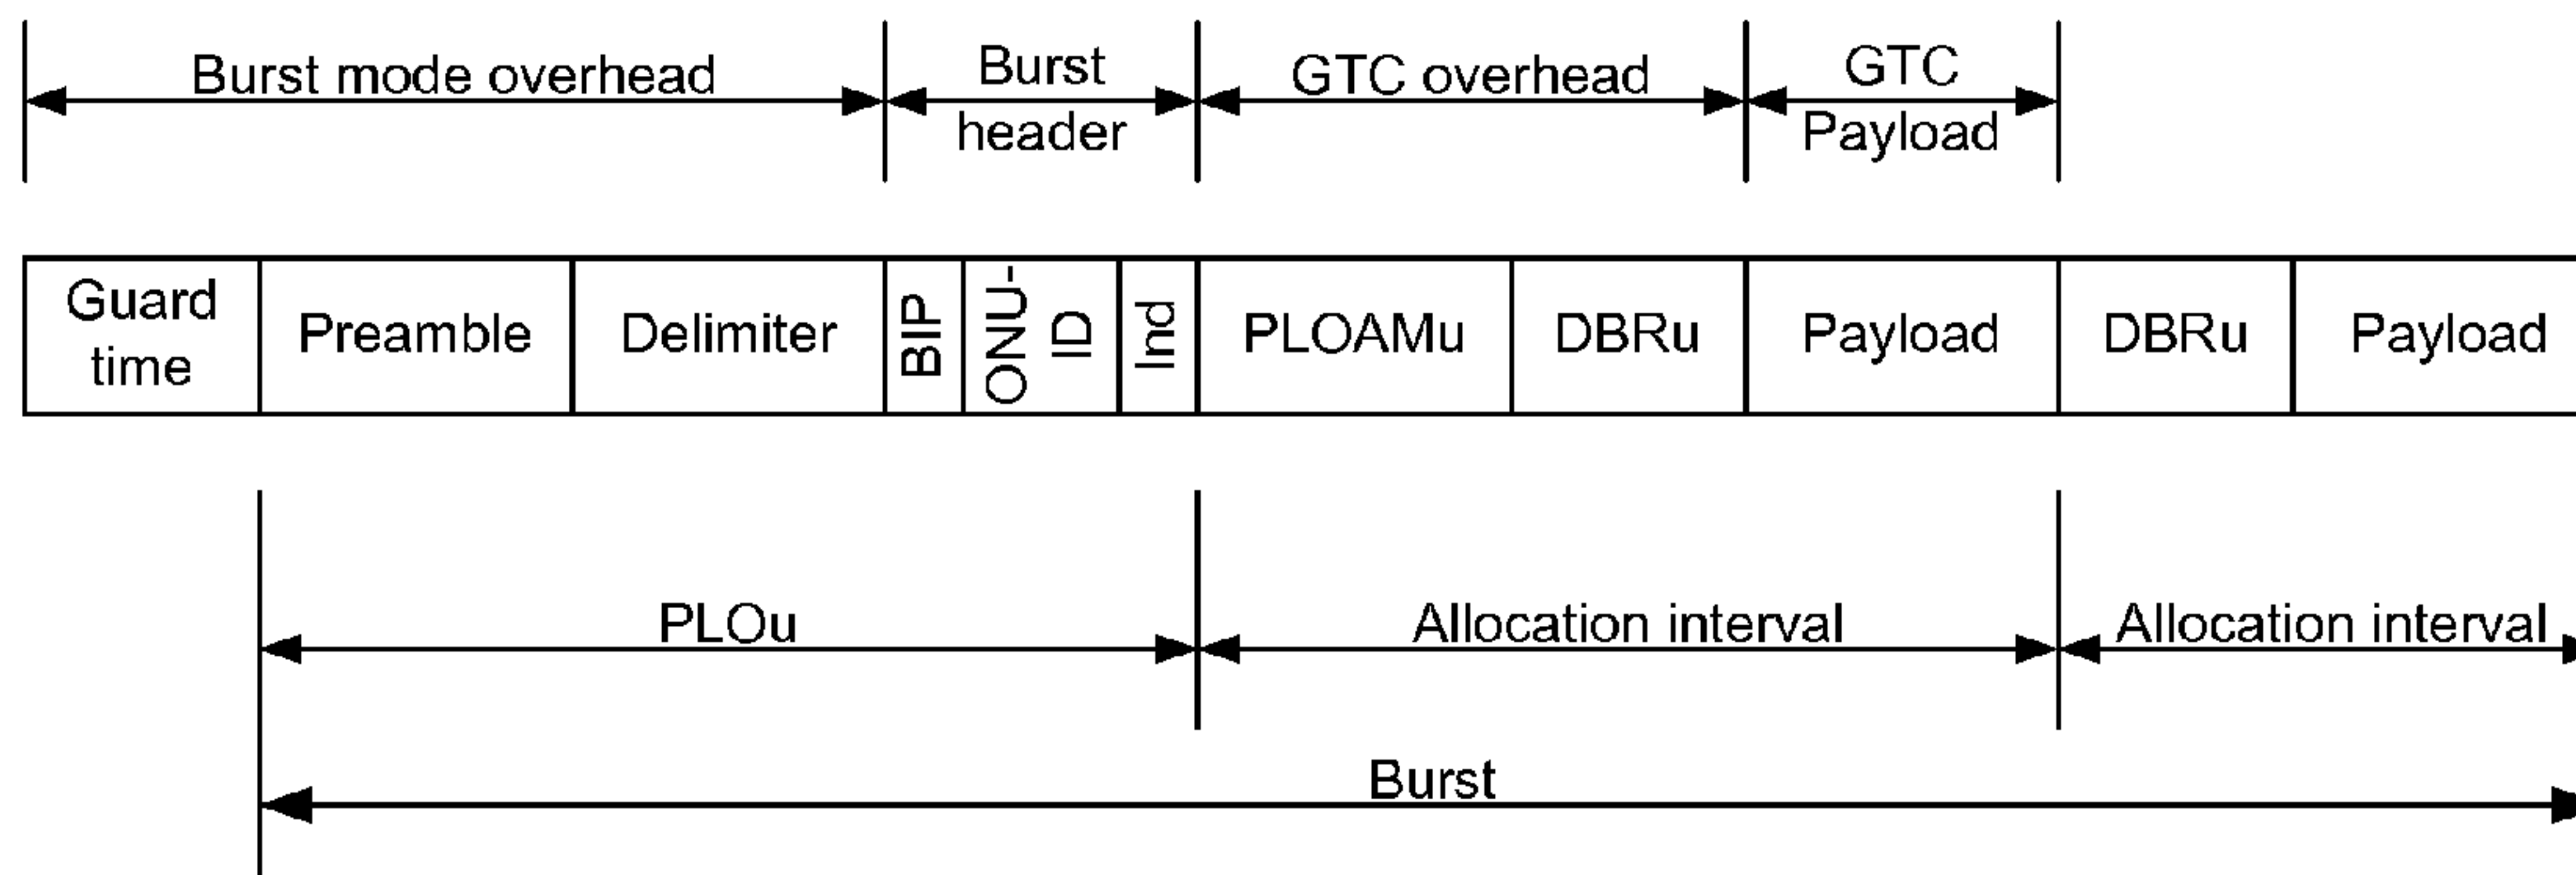 Burst mode overhead
Burst
header
GTC overhead
GTC
Payload
Guard
time
Preamble
Delimiter
BIP
ONU-
ID
Ind
PLOAMu
DBRu
Payload
DBRu
Payload
PLOu
Allocation interval
Allocation interval
Burst